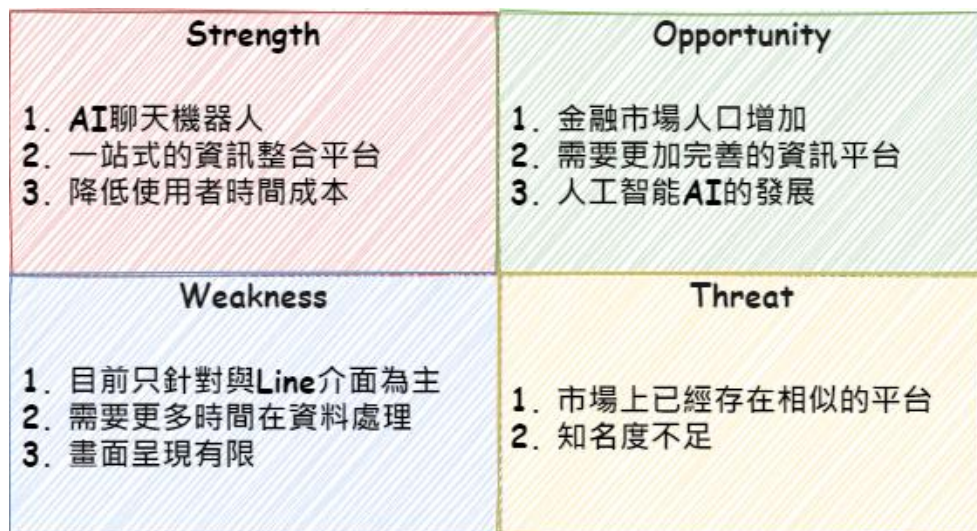 Strength
1. AI聊天機器人
2. 一站式的資訊整合平台
3. 降低使用者時間成本
Opportunity
1. 金融市場人口增加
2. 需要更加完善的資訊平台
3. 人工智能AI的發展
Weakness
1. 目前只針對與Line介面為主
2. 需要更多時間在資料處理
3. 畫面呈現有限
Threat
1. 市場上已經存在相似的平台
2. 知名度不足